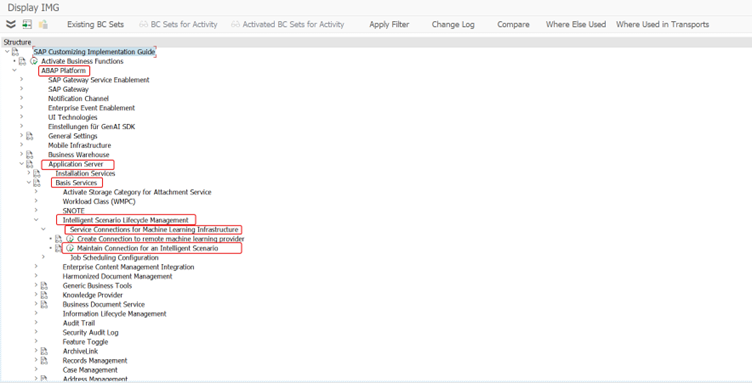 Display IMG
Existing BC Sets BC Sets for Activity Activated BC Sets for Activity Apply Filter Change Log Compare Where Else Used Where Used in Transports
Structure
SAP Customizing Implementation Guide
Activate Business Functions
ABAP Platform
SAP Gateway Service Enablement
SAP Gateway
Notification Channel
Enterprise Event Enablement
UI Technologies
Einstellungen für GenAI SDK
General Settings
Mobile Infrastructure
Business Warehouse
Application Server
Installation Services
Basis Services
Activate Storage Category for Attachment Service
Workload Class (WMPC)
SNOTE
Intelligent Scenario Lifecycle Management
Service Connections for Machine Learning Infrastructure
Create Connection to remote machine learning provider
Maintain Connection for an Intelligent Scenario
Job Scheduling Configuration
Enterprise Content Management Integration
Harmonized Document Management
Generic Business Tools
Knowledge Provider
Business Document Service
Information Lifecycle Management
Audit Trail
Security Audit Log
Feature Toggle
ArchiveLink
Records Management
Case Management
Address Management